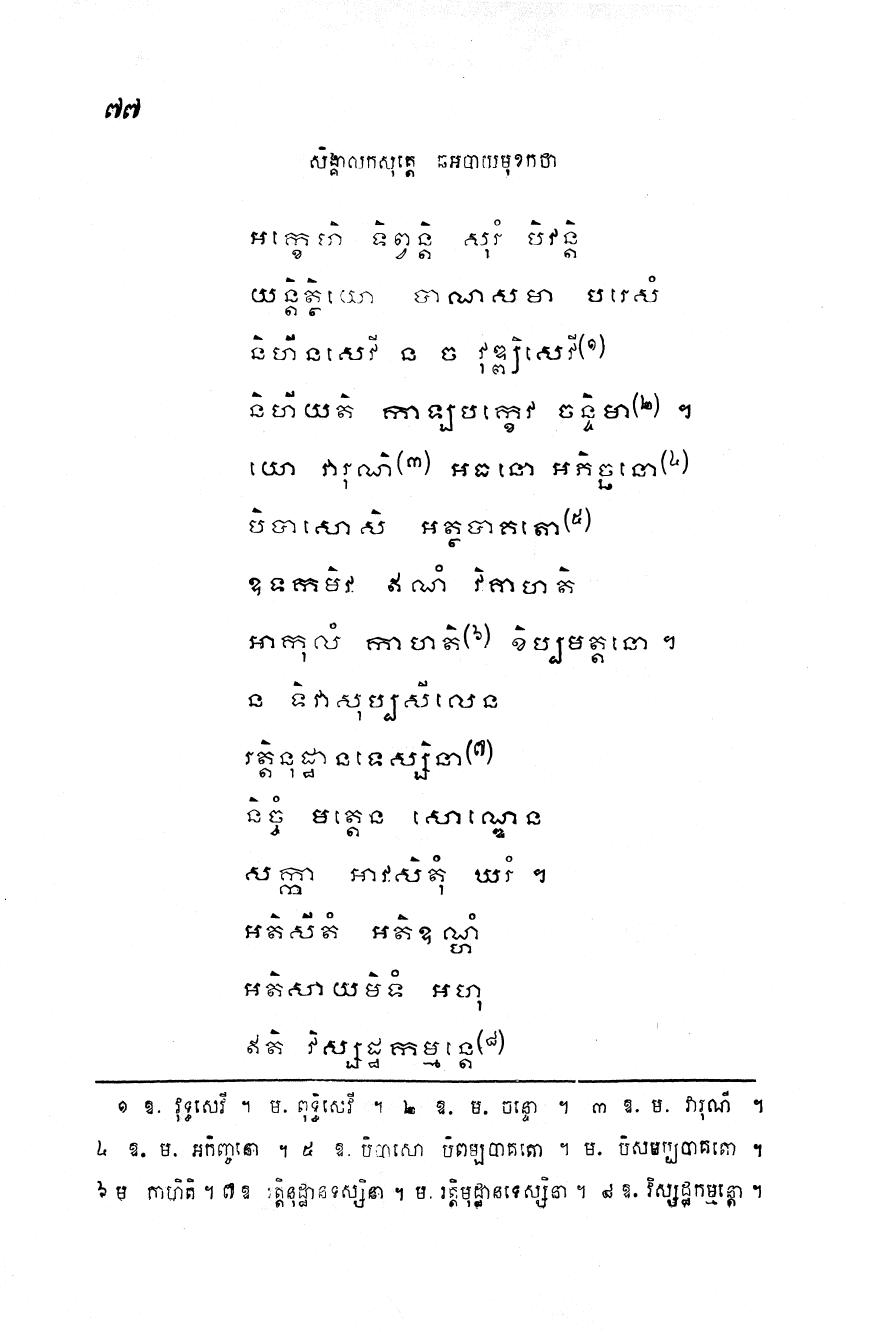 ៧៧
សិង្គាលកសុត្តេ ឆអបាយមុខកថា
អក្ខេហិ ទិព្វន្តិ សុរំ បិវន្តិ
យន្តិត្ថិយោ បាណសមា បរេសំ
និហីនសេវី ន ច វុឌ្ឍិសេវី(១)
និហីយតិ កាឡបក្ខេវ ចន្ទិមា(២) ។
យោ វារុណិ(៣) អធនោ អភិច្ឆនោ(៤)
បិបាសោសិ អត្ថបាគតោ(៥)
ឧទកមិវ ឥណំ វិគាហតិ
អាកុលំ កាហតិ(៦) ខិប្បមត្តនោ ។
ន ទិវាសុប្បសីលេន
រត្តិនុដ្ឋានទេស្សិនា(៧)
និច្ចំ មត្តេន សោណ្ឌេន
សក្កា អាវសិតុំ ឃរំ ។
អតិសីតំ អតិឧណ្ហំ
អតិសាយមិទំ អហុ
ឥតិ វិស្សដ្ឋកម្មន្តេ(៨)
១ ឧ. វុទ្ធសេវី ។ ម. ពុទ្ធិសេវី ។ ២ ឧ. ម. ចន្ទោ ។ ៣ ឧ. ម. វារុណី ។
៤ ឧ. ម. អកិញ្ចនោ ។ ៥ ឧ. បិបាសោ បិពម្បបាគតោ ។ ម. បិសមប្បបាគតោ ។
៦ ម កាហិតិ ។ ៧ ឧ រត្តិនុដ្ឋានទស្សិនា ។ ម. រត្តិមុដ្ឋានទេស្សិនា ។ ៨ ឧ. វិស្សដ្ឋកម្មន្តោ ។